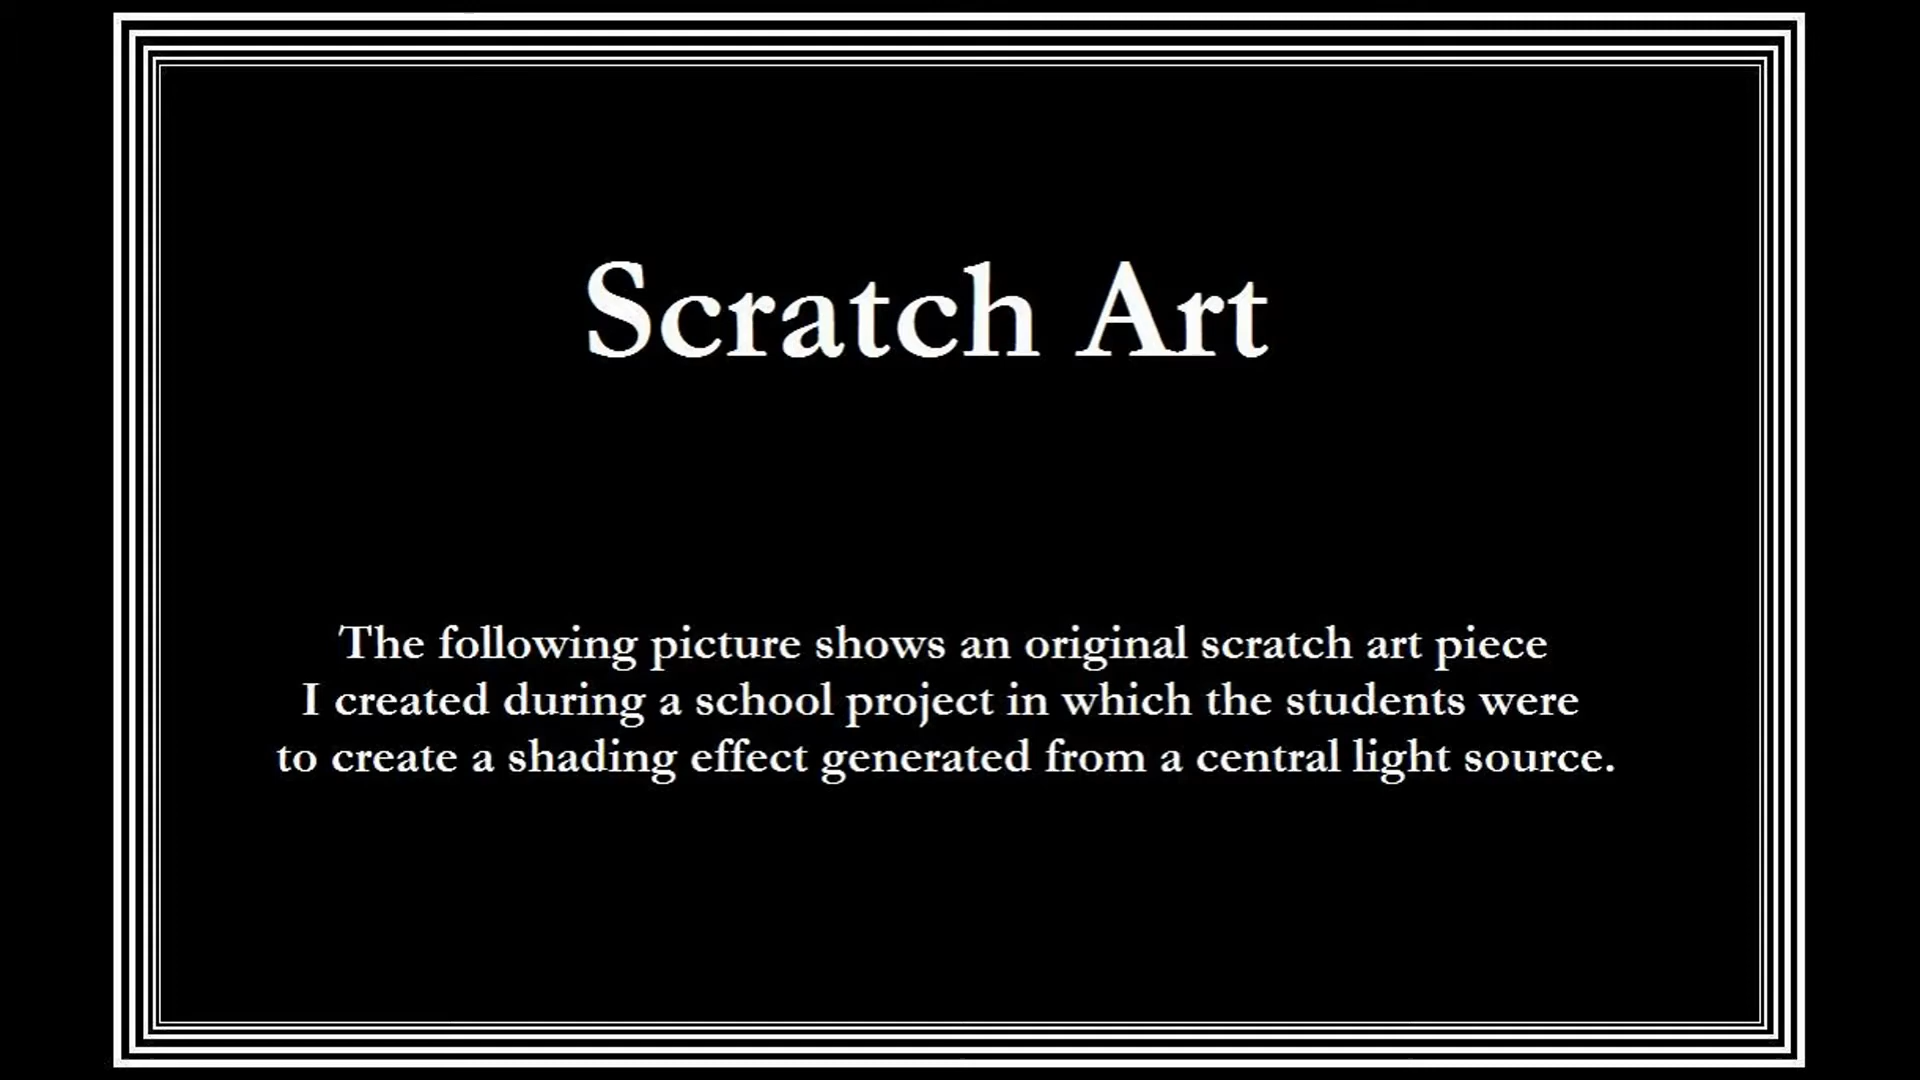 Scratch Art
The following picture shows an original scratch art piece
I created during a school project in which the students were
to create a shading effect generated from a central light source.